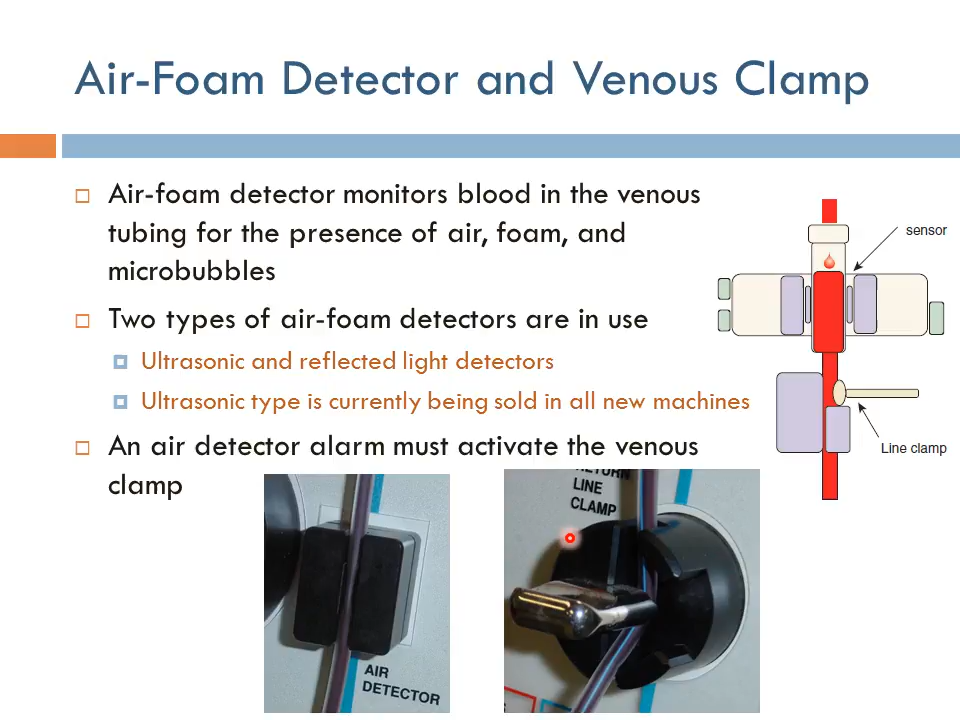 Air-Foam Detector and Venous Clamp
Air-foam detector monitors blood in the venous
tubing for the presence of air, foam, and
microbubbles
Two types of air-foam detectors are in use
Ultrasonic and reflected light detectors
Ultrasonic type is currently being sold in all new machines
An air detector alarm must activate the venous
clamp
sensor
Line clamp
AIR
DETECTOR
RETURN
LINE
CLAMP